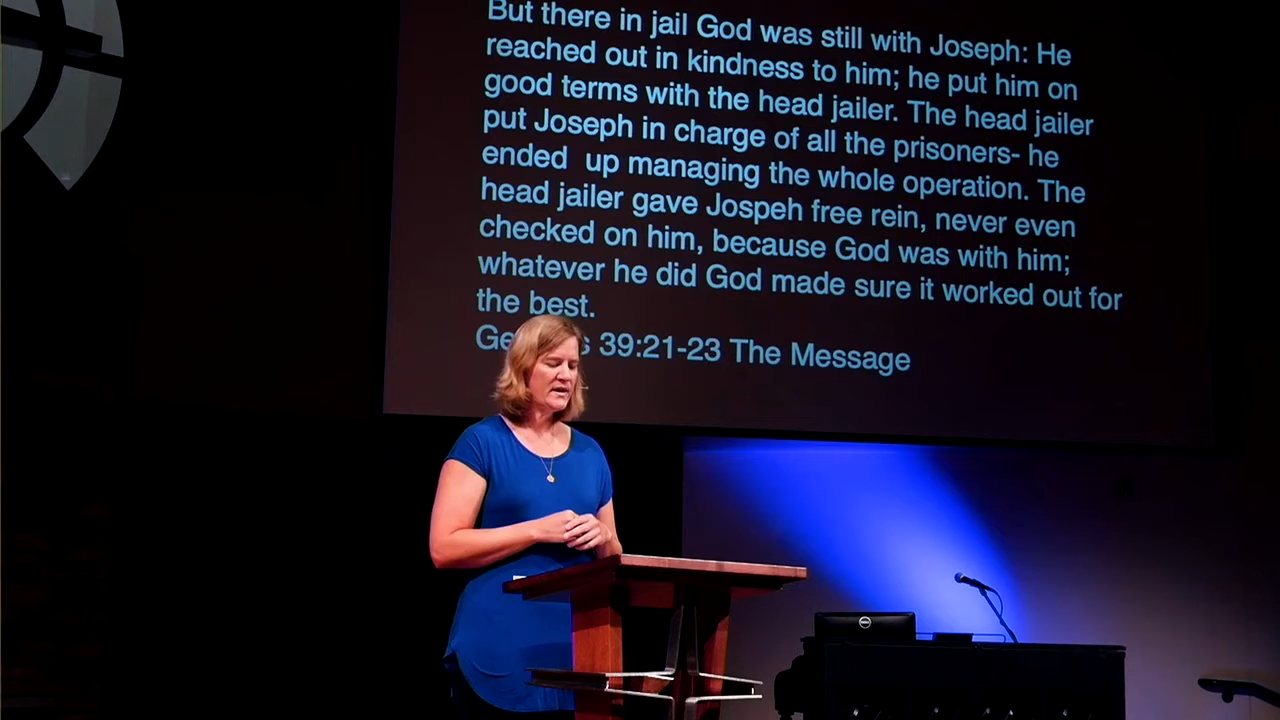 But there in jail God was still with Joseph: He
reached out in kindness to him; he put him on
good terms with the head jailer. The head jailer
put Joseph in charge of all the prisoners- he
ended  up managing the whole operation. The
head jailer gave Jospeh free rein, never even
checked on him, because God was with him;
whatever he did God made sure it worked out for
the best.
39:21-23 The Message
DELL